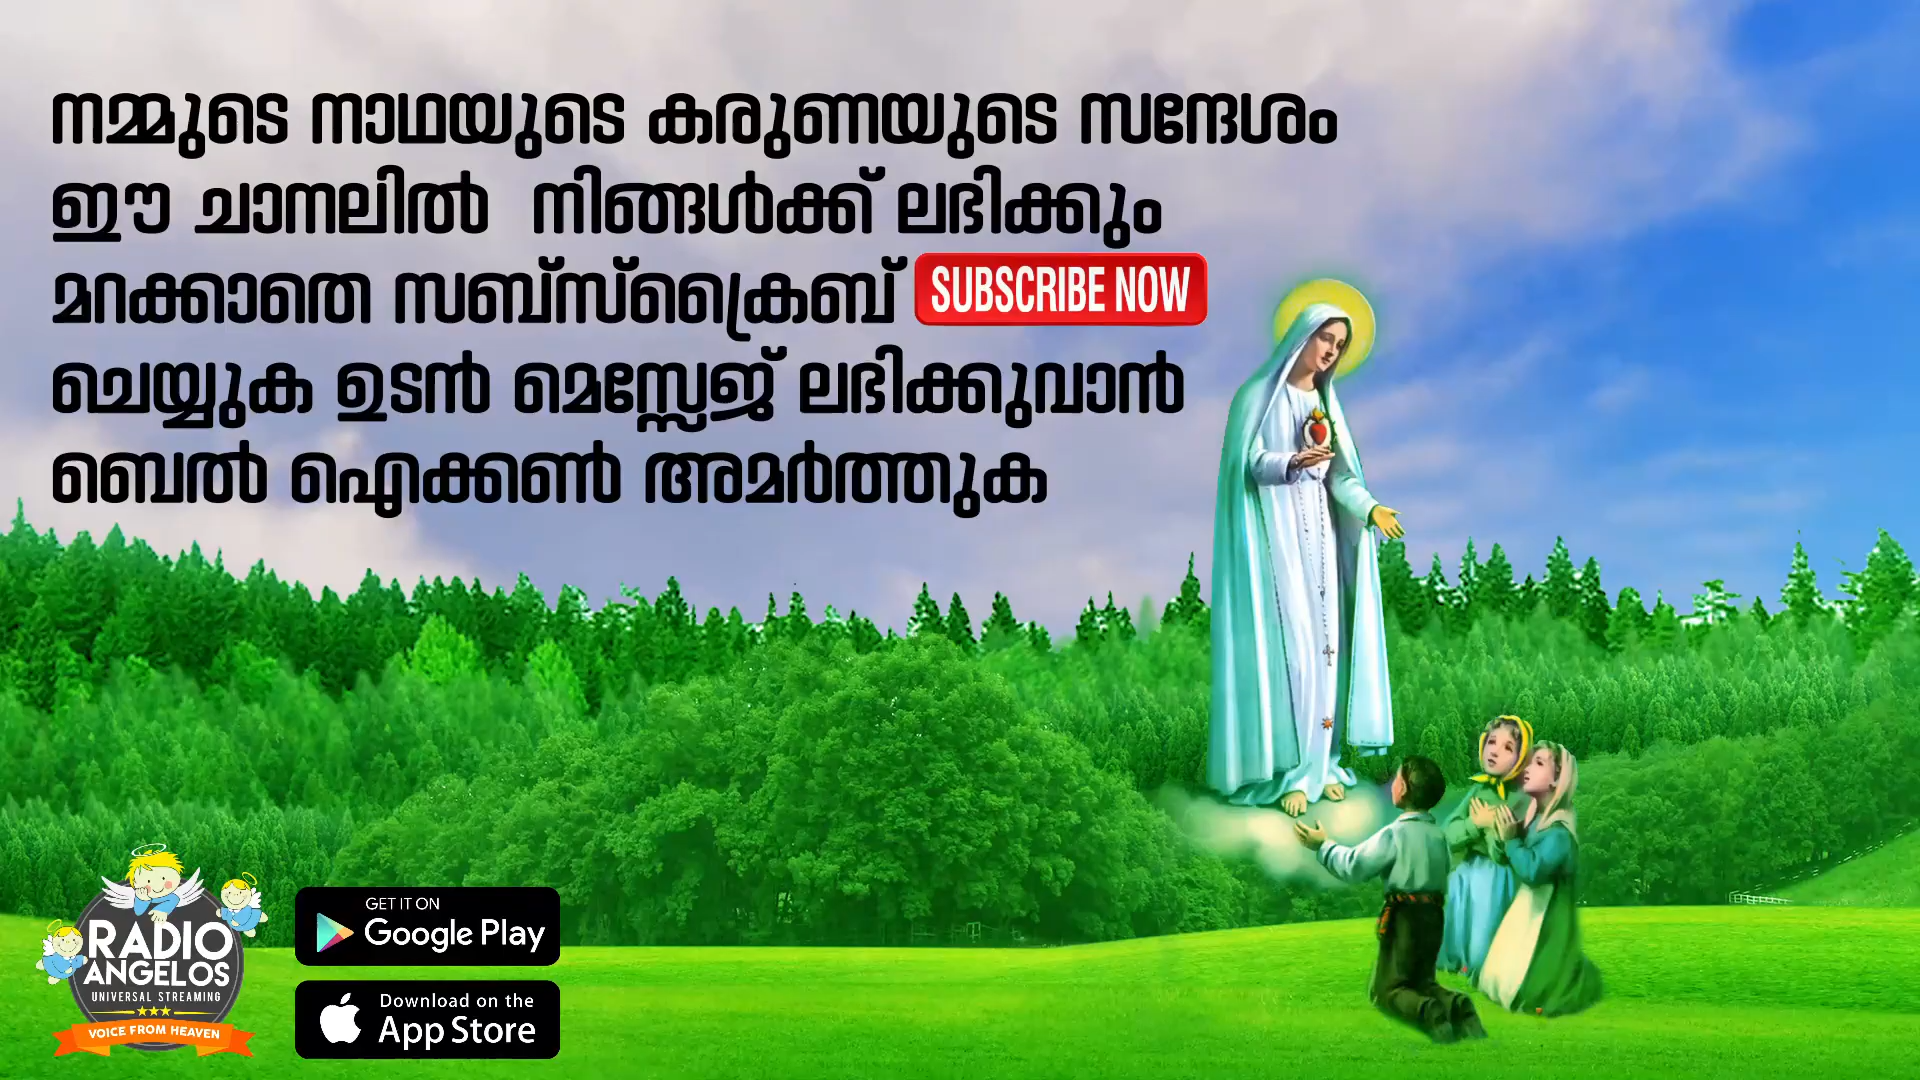 നമ്മുടെ നാഥയുടെ കരുണയുടെ സന്ദേശം
ഈ ചാനലിൽ നിങ്ങൾക്ക് ലഭിക്കും
മറക്കാതെ സബ്സ്ക്രൈബ് SUBSCRIBE NOW
ചെയ്യുക ഉടൻ മെസ്സേജ് ലഭിക്കുവാൻ
ബെൽ ഐക്കൺ അമർത്തുക
RADIO
ANGELOS
UNIVERSAL STREAMING
VOICE FROM HEAVEN
GET IT ON
Google Play
Download on the
App Store